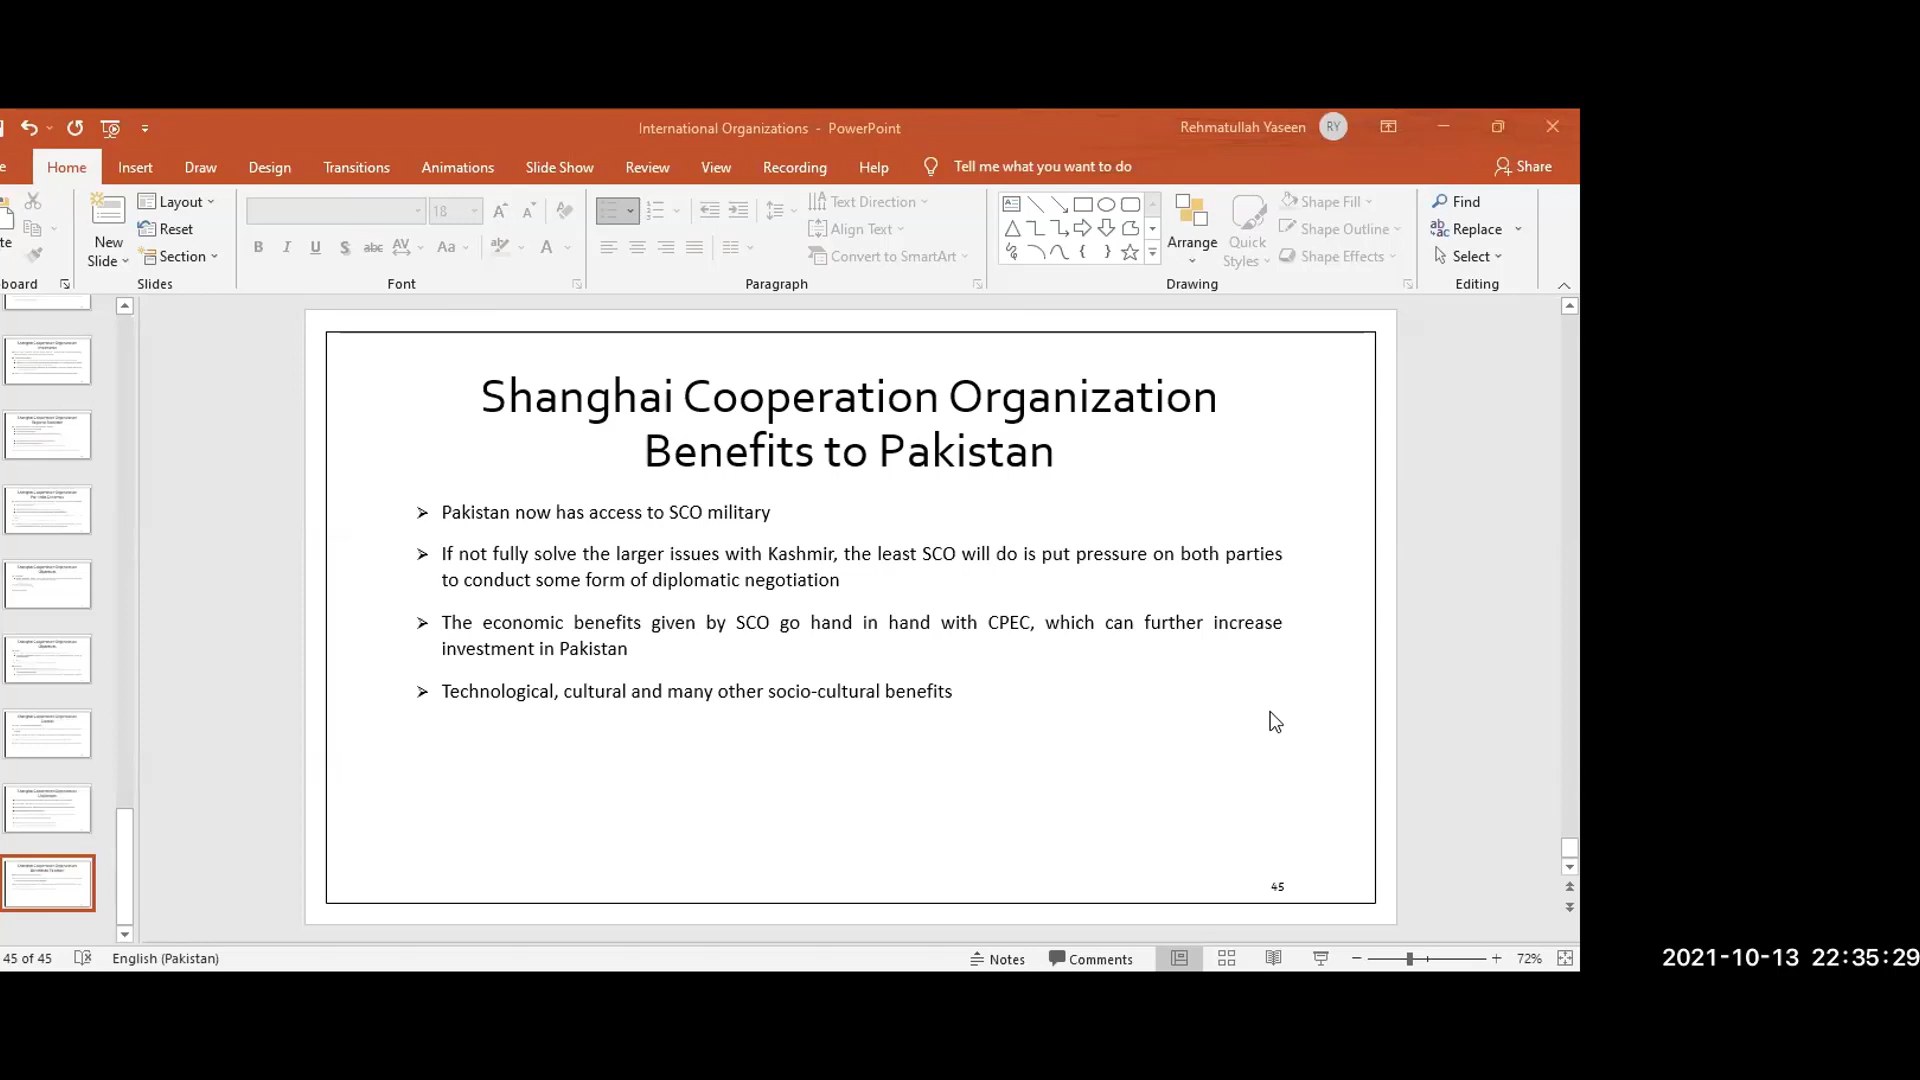 International Organizations - PowerPoint
Rehmatullah Yaseen
RY
Home
Insert
Draw
Design
Transitions
Animations
Slide Show
Review
View
Recording
Help
Tell me what you want to do
Share
New
Slide
Layout
Reset
Section
18
B I U S abc AV Aa A
Text Direction
Align Text
Convert to SmartArt
Arrange
Quick
Styles
Shape Fill
Shape Outline
Shape Effects
Find
Replace
Select
board
Slides
Font
Paragraph
Drawing
Editing
Shanghai Cooperation Organization
Benefits to Pakistan
➢ Pakistan now has access to SCO military
➢ If not fully solve the larger issues with Kashmir, the least SCO will do is put pressure on both parties
to conduct some form of diplomatic negotiation
➢ The economic benefits given by SCO go hand in hand with CPEC, which can further increase
investment in Pakistan
➢ Technological, cultural and many other socio-cultural benefits
45
45 of 45
English (Pakistan)
Notes
Comments
72%
2021-10-13 22:35:29